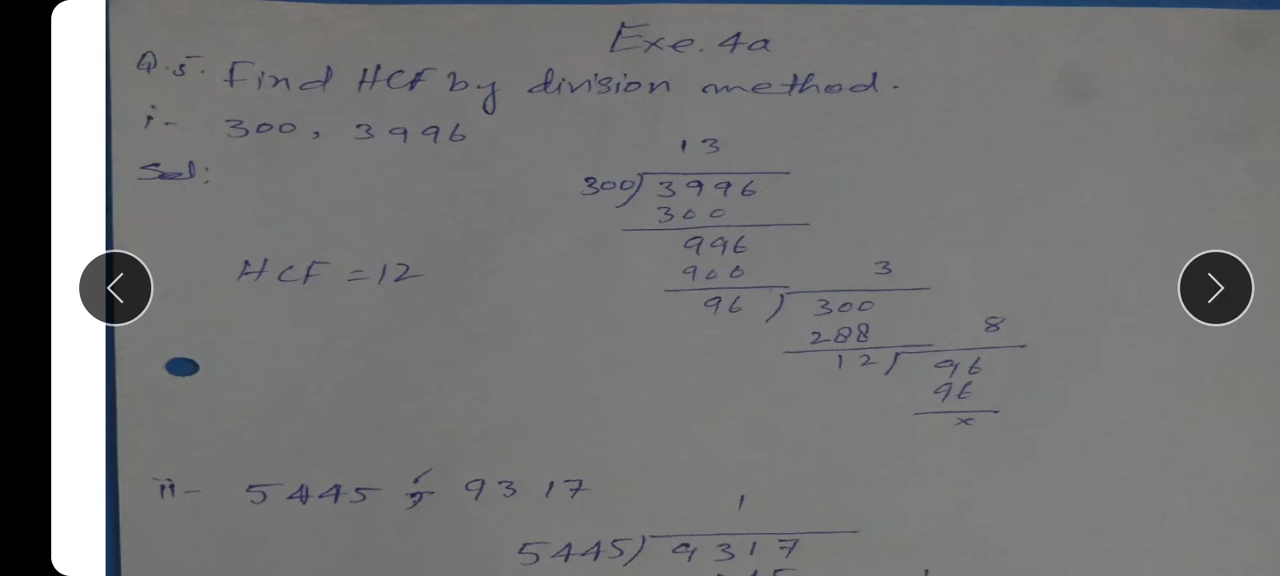 Exe. 4a
Q.5. Find HCF by division method.
i- 300, 3996
Sol:
13
300) 3996
300
996
HCF = 12
900 3
96 ) 300
288 8
12) 96
96
x
ii- 5445, 9317
1
5445) 9317